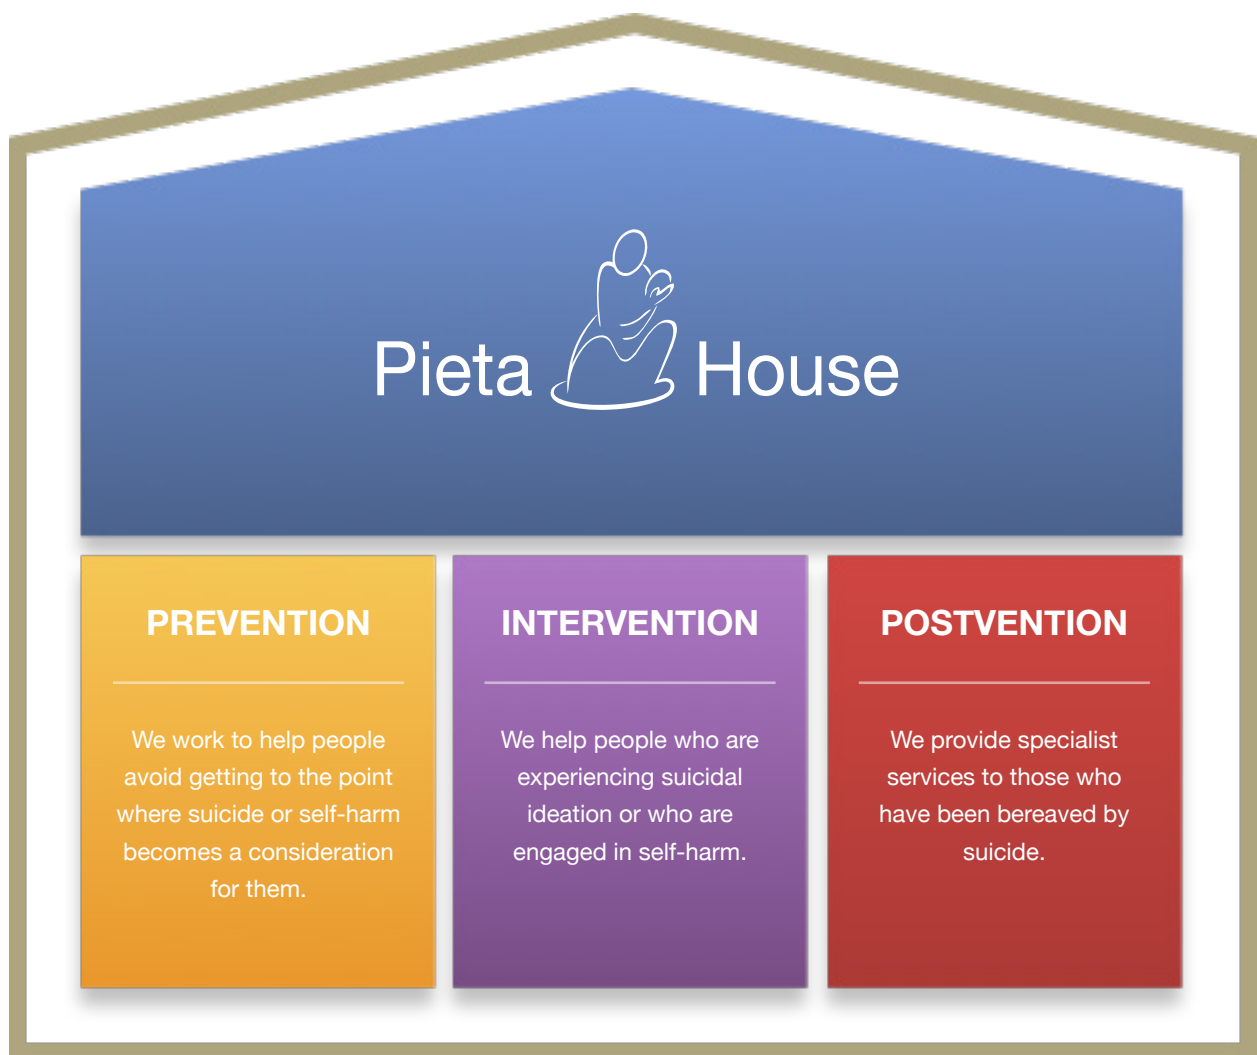 Pieta House
PREVENTION
We work to help people
avoid getting to the point
where suicide or self-harm
becomes a consideration
for them.
INTERVENTION
We help people who are
experiencing suicidal
ideation or who are
engaged in self-harm.
POSTVENTION
We provide specialist
services to those who
have been bereaved by
suicide.